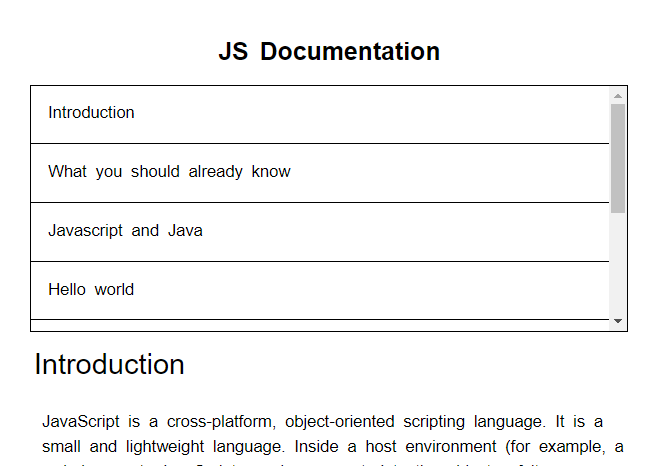 JS Documentation
Introduction
What you should already know
Javascript and Java
Hello world
Introduction
JavaScript is a cross-platform, object-oriented scripting language. It is a
small and lightweight language. Inside a host environment (for example, a